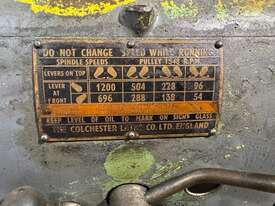 DO NOT CHANGE SPEED WHILE RUNNING
SPINDLE SPEEDS PULLEY 1548 R.P.M.
LEVERS ON TOP
LEVER AT FRONT
1200 504 228 96
696 288 138 54
KEEP LEVEL OF OIL TO MARK ON SIGHT GLASS
THE COLCHESTER LATHE CO. LTD. ENGLAND